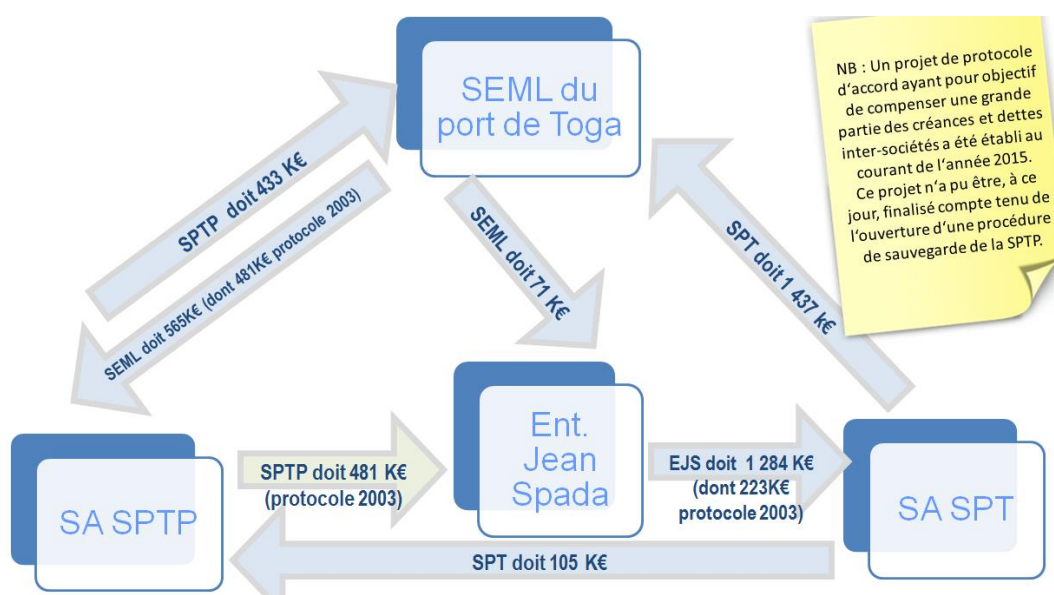 SEML du
port de Toga
NB : Un projet de protocole
d'accord ayant pour objectif
de compenser une grande
partie des créances et dettes
inter-sociétés a été établi au
courant de l'année 2015.
Ce projet n'a pu être, à ce
jour, finalisé compte tenu de
l'ouverture d'une procédure
de sauvegarde de la SPTP.
SPTP doit 433 K€
SEML doit 565K€ (dont 481K€ protocole 2003)
SEML doit 71 K€
SPT doit 1 437 K€
SA SPTP
SPTP doit 481 K€
(protocole 2003)
Ent.
Jean
Spada
EJS doit 1 284 K€
(dont 223K€
protocole 2003)
SA SPT
SPT doit 105 K€